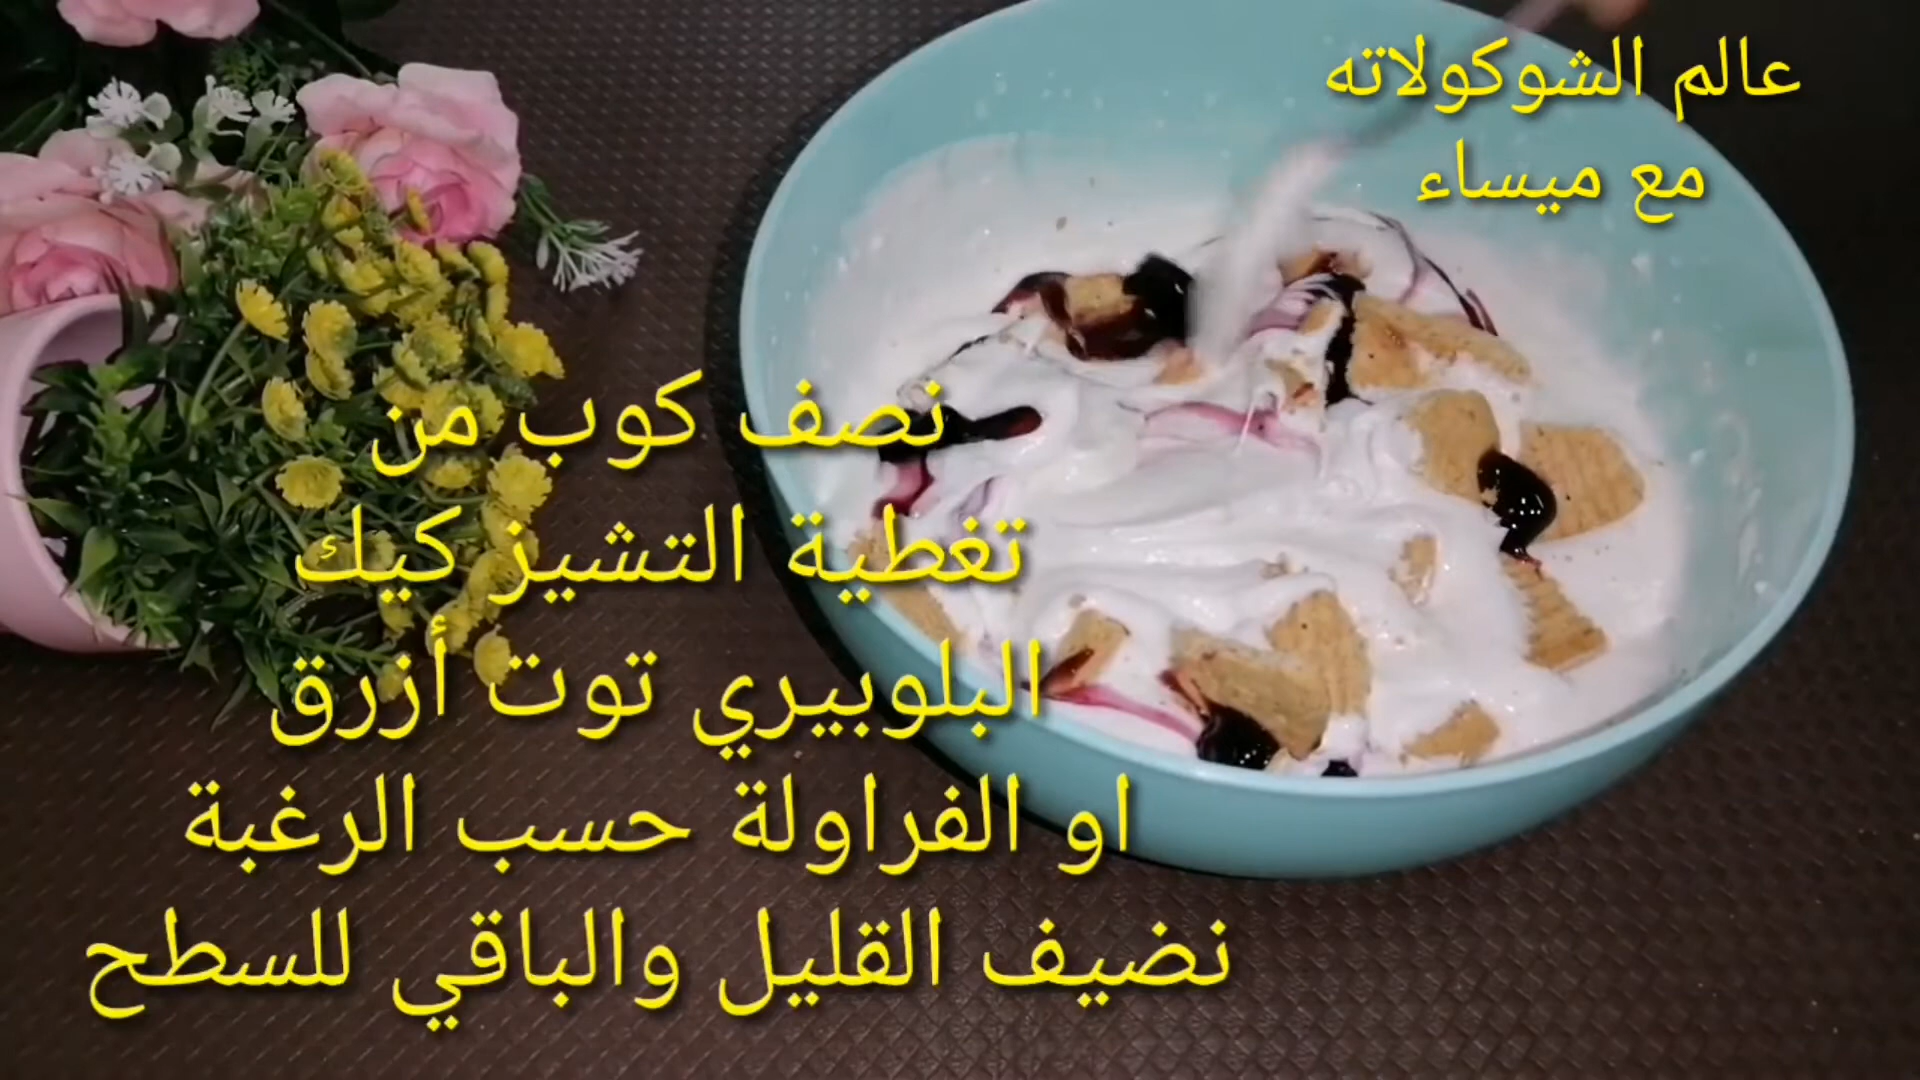 عالم الشوكولاته
مع ميساء
نصف كوب من
تغطية التشيز كيك
البلوبيري توت أزرق
او الفراولة حسب الرغبة
نضيف القليل والباقي للسطح